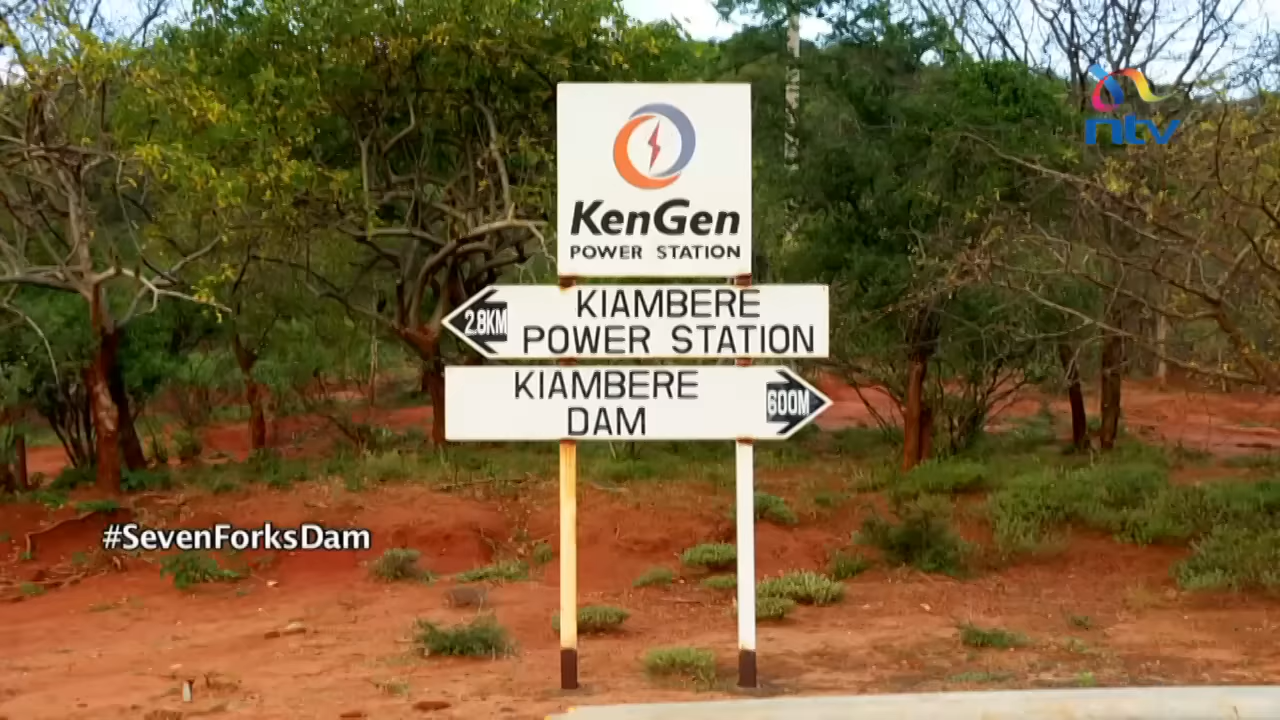 ntv
KenGen
POWER STATION
2.8KM
KIAMBERE
POWER STATION
KIAMBERE
DAM
600M
#SevenForksDam